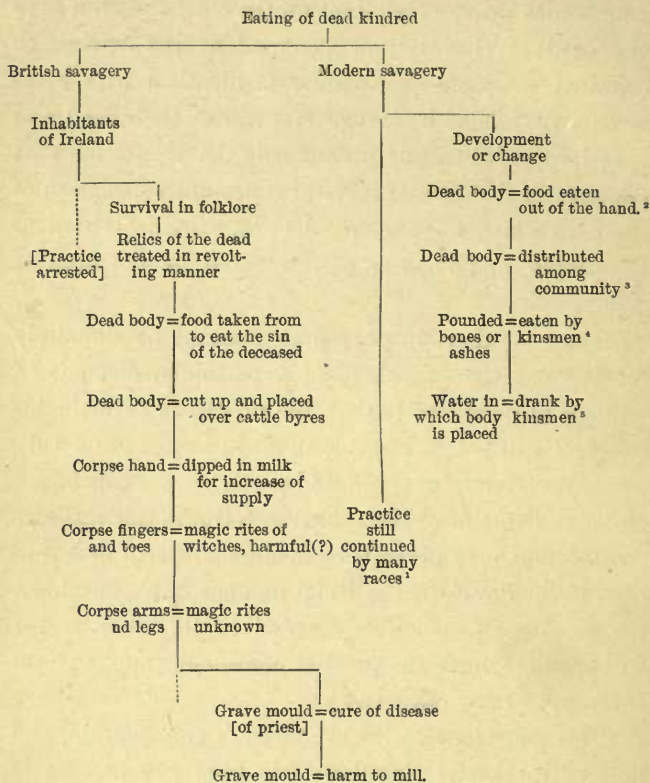 Eating of dead kindred
British savagery
Modern savagery
Inhabitants
of Ireland
Development
or change
Survival in folklore
Dead body=food eaten
out of the hand.²
[Practice
arrested]
Relics of the dead
treated in revolt-
ing manner
Dead body=distributed
among
community ³
Dead body=food taken from
to eat the sin
of the deceased
Pounded=eaten by
bones or kinsmen ⁴
ashes
Dead body=cut up and placed
over cattle byres
Water in=drank by
which body kinsmen ⁵
is placed
Corpse hand=dipped in milk
for increase of
supply
Corpse fingers=magic rites of
and toes witches, harmful(?)
Practice
still
continued
by many
races ¹
Corpse arms=magic rites
nd legs unknown
Grave mould=cure of disease
[of priest]
Grave mould=harm to mill.